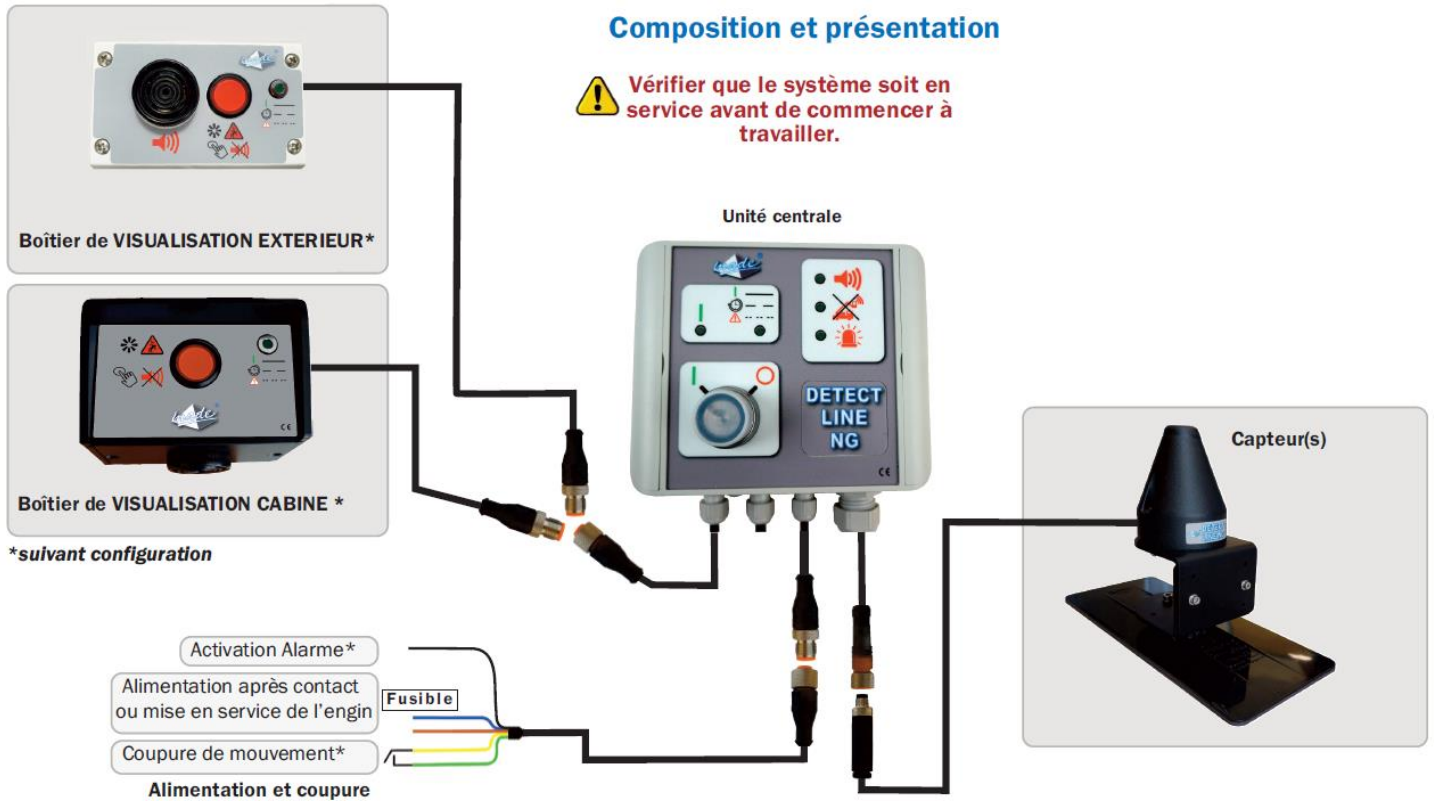 Composition et présentation
Vérifier que le système soit en
service avant de commencer à
travailler.
Boîtier de VISUALISATION EXTERIEUR*
Unité centrale
DETECT
LINE
NG
CE
Boîtier de VISUALISATION CABINE *
CE
*suivant configuration
Capteur(s)
Activation Alarme*
Alimentation après contact
ou mise en service de l'engin
Fusible
Coupure de mouvement*
Alimentation et coupure